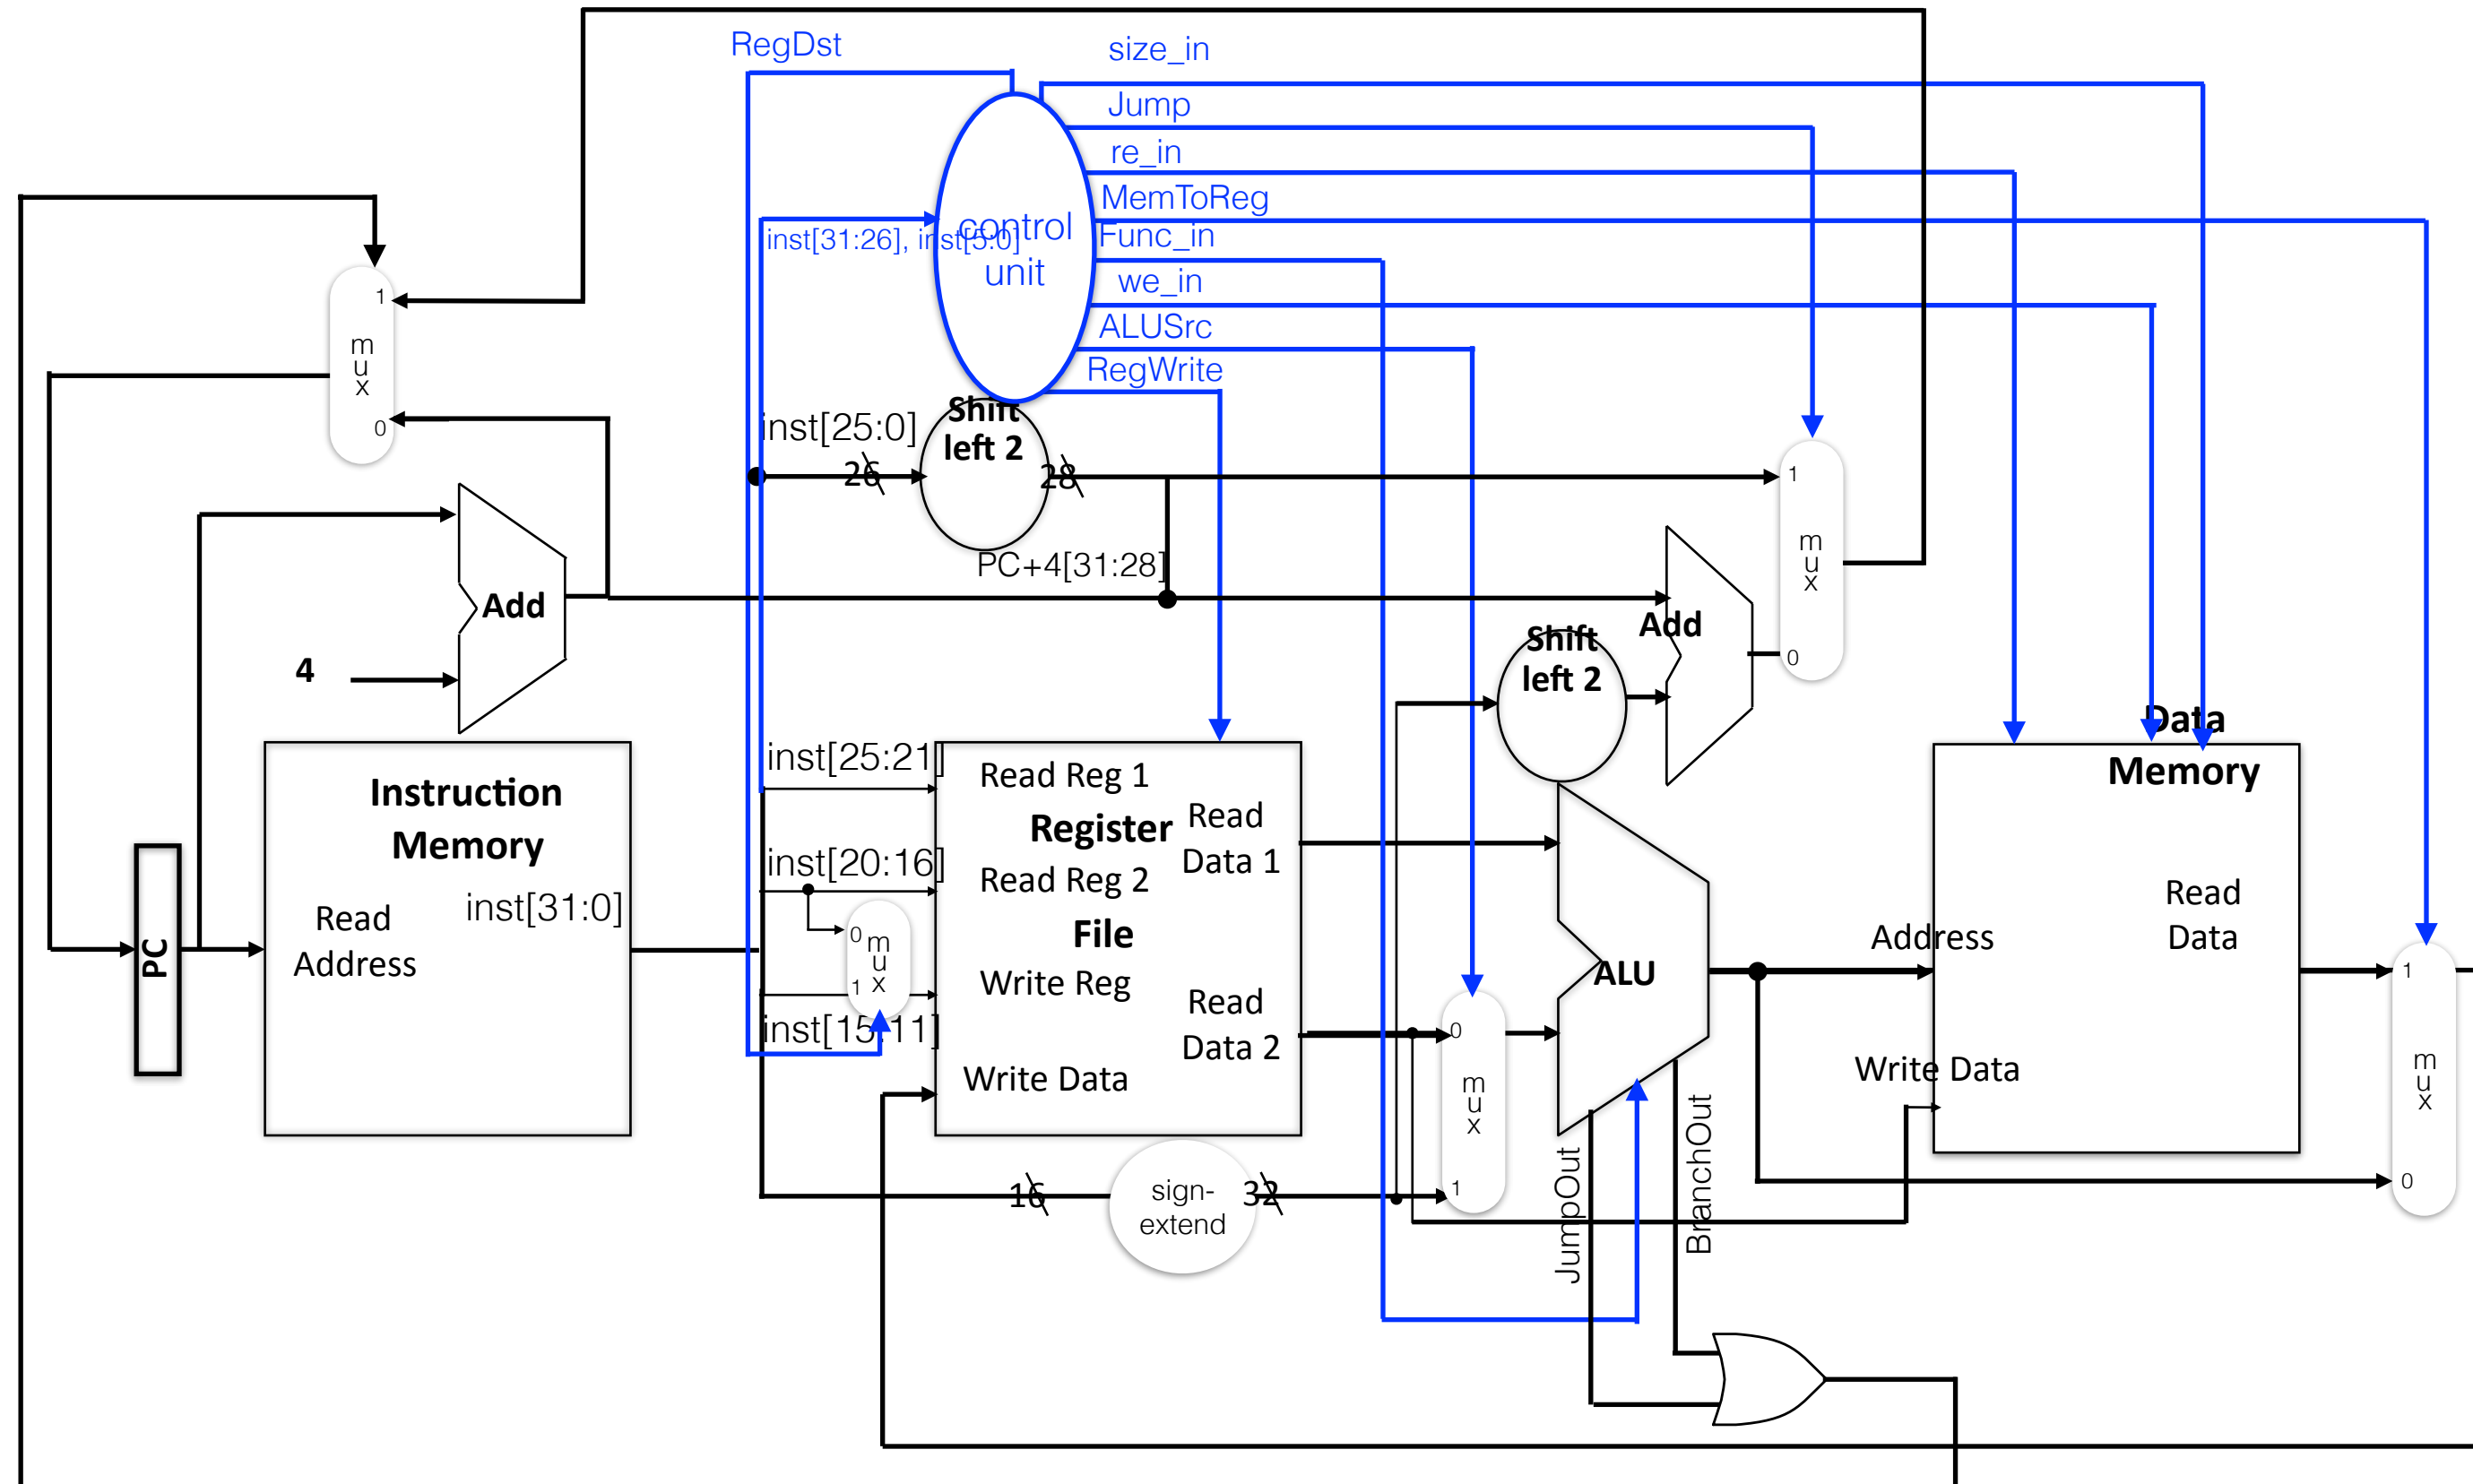 RegDst
size_in
Jump
re_in
MemToReg
inst[31:26], inst[5:0]
control
unit
Func_in
we_in
ALUSrc
RegWrite
1
m
u
x
0
inst[25:0]
26
Shift
left 2
28
PC+4[31:28]
1
m
u
x
0
Add
4
Add
Shift
left 2
Instruction
Memory
Read
Address
inst[31:0]
PC
inst[25:21]
inst[20:16]
0
m
u
x
1
inst[15:11]
Read Reg 1
Register
Read
Data 1
Read Reg 2
File
Write Reg
Read
Data 2
Write Data
16
sign-
extend
32
0
m
u
x
1
ALU
JumpOut
BranchOut
Data
Memory
Address
Read
Data
Write Data
1
m
u
x
0